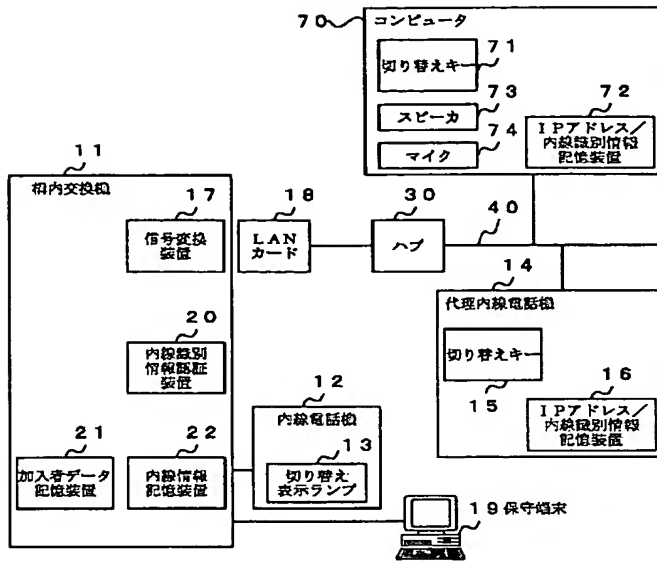 70
コンピュータ
切り替えキー
71
スピーカ
73
マイク
74
72
IPアドレス/
内線識別情報
記憶装置
11
構内交換機
17
信号変換
装置
18
LAN
カード
30
ハブ
40
20
内線識別
情報認証
装置
14
代理内線電話機
切り替えキー
15
16
IPアドレス/
内線識別情報
記憶装置
12
内線電話機
13
切り替え
表示ランプ
21
加入者データ
記憶装置
22
内線情報
記憶装置
19保守端末